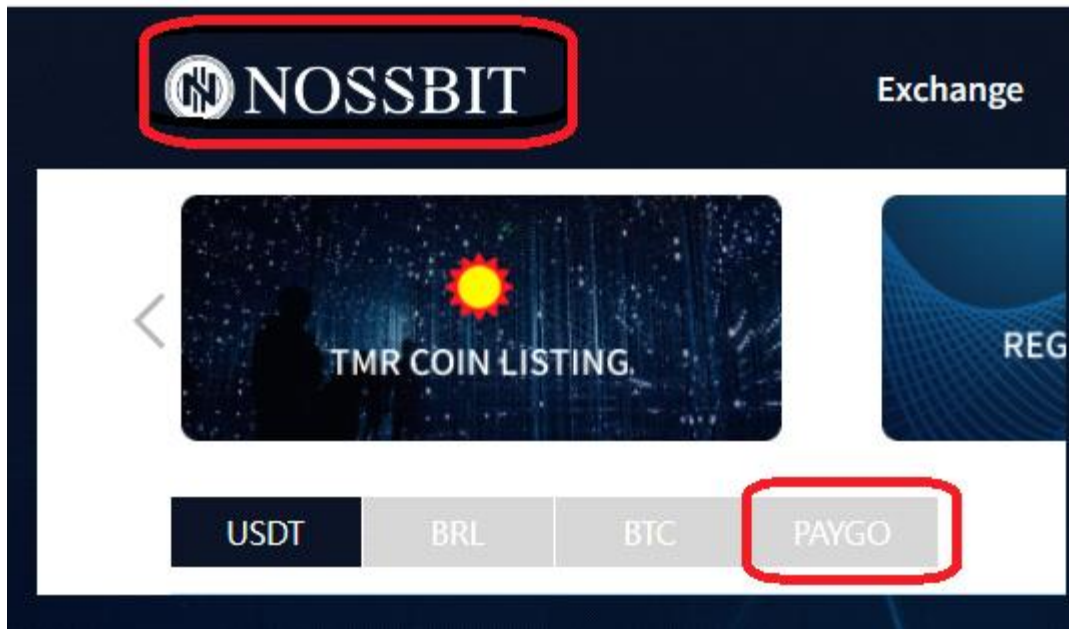 NOSSBIT
Exchange
TMR COIN LISTING
REG
USDT BRL BTC PAYGO